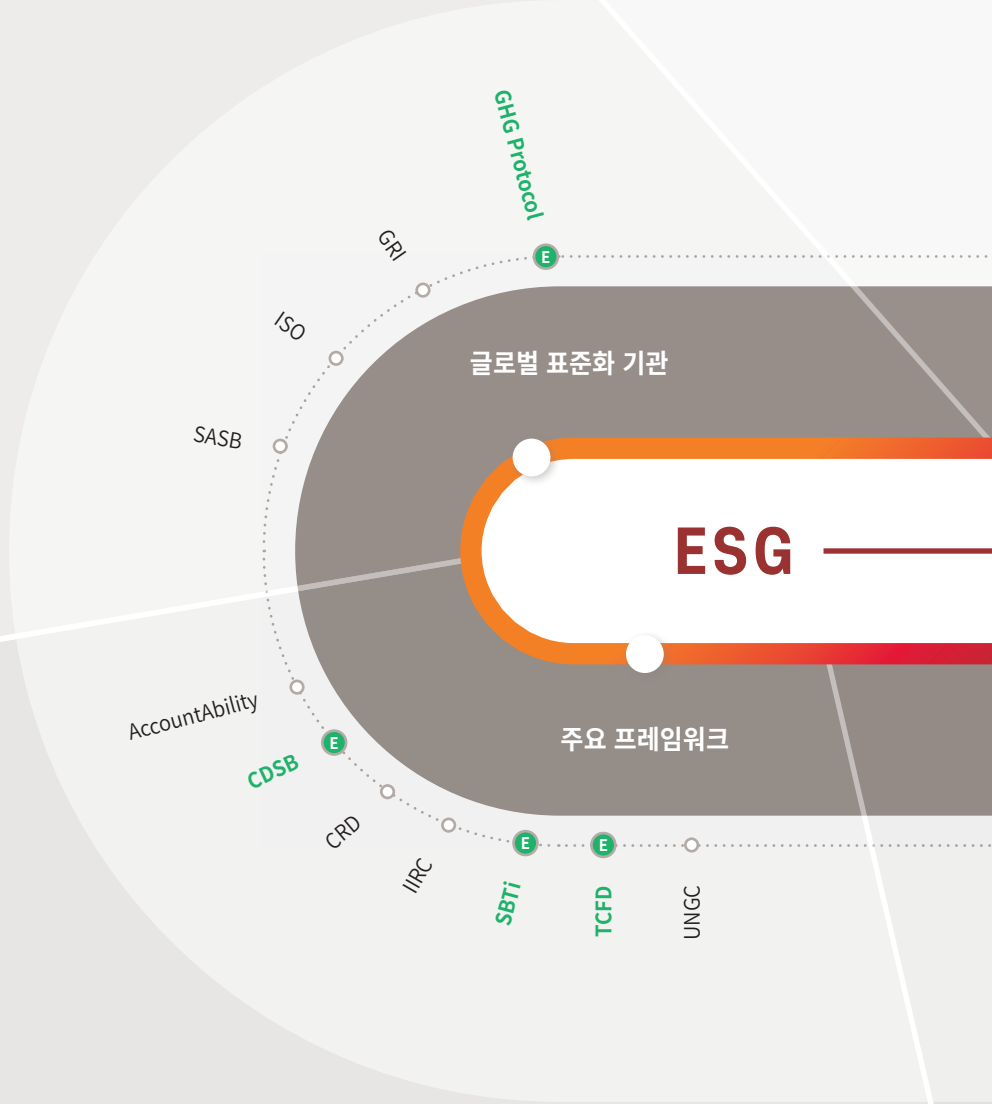 GHG Protocol
E
GRI
ISO
SASB
글로벌 표준화 기관
ESG
AccountAbility
E
CDSB
CRD
IIRC
주요 프레임워크
E
SBTi
E
TCFD
UNGC